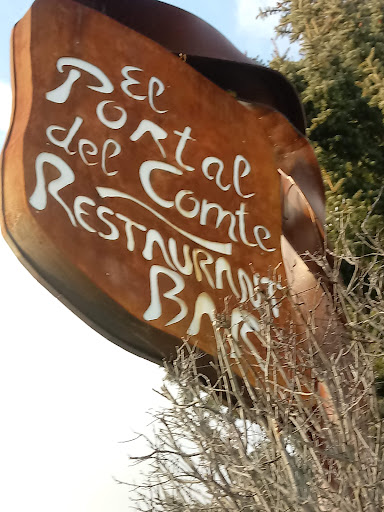 El
Portal
del Comte
RESTAURANT
BAR